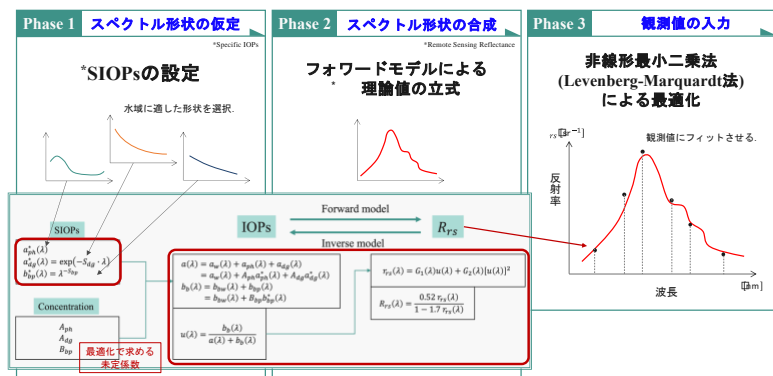 Phase 1 スペクトル形状の仮定
*Specific IOPs
*SIOPsの設定
水域に適した形状を選択.
Phase 2 スペクトル形状の合成
*Remote Sensing Reflectance
フォワードモデルによる
*理論値の立式
Phase 3 観測値の入力
非線形最小二乗法
(Levenberg-Marquardt法)
による最適化
観測値にフィットさせる.
反射率
波長
SIOPs
a*ph(λ)
a*dg(λ) = exp(−Sdg · λ)
b*bp(λ) = λ^−Sbp
Concentration
Aph
Adg
Bbp
最適化で求める
未定係数
IOPs
Forward model
Inverse model
Rrs
a(λ) = aw(λ) + aph(λ) + adg(λ)
= aw(λ) + Apha*ph(λ) + Adga*dg(λ)
bb(λ) = bbw(λ) + bbp(λ)
= bbw(λ) + Bbpb*bp(λ)
u(λ) = bb(λ) / a(λ) + bb(λ)
rrs(λ) = G1(λ)u(λ) + G2(λ)[u(λ)]²
Rrs(λ) = 0.52 rrs(λ) / 1 − 1.7 rrs(λ)